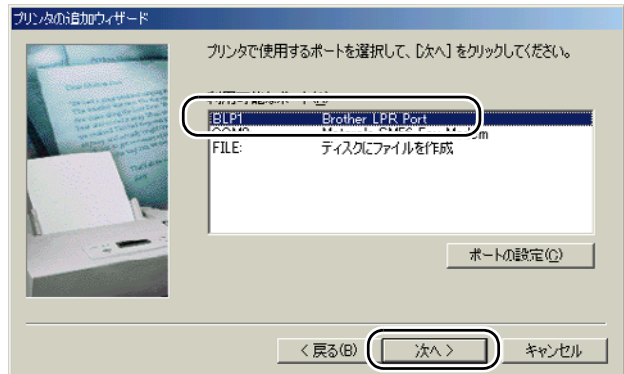 プリンタの追加ウィザード
プリンタで使用するポートを選択して、[次へ] をクリックしてください。
BLP1 Brother LPR Port
FILE: ディスクにファイルを作成
ポートの設定(C)
< 戻る(B) 次へ > キャンセル